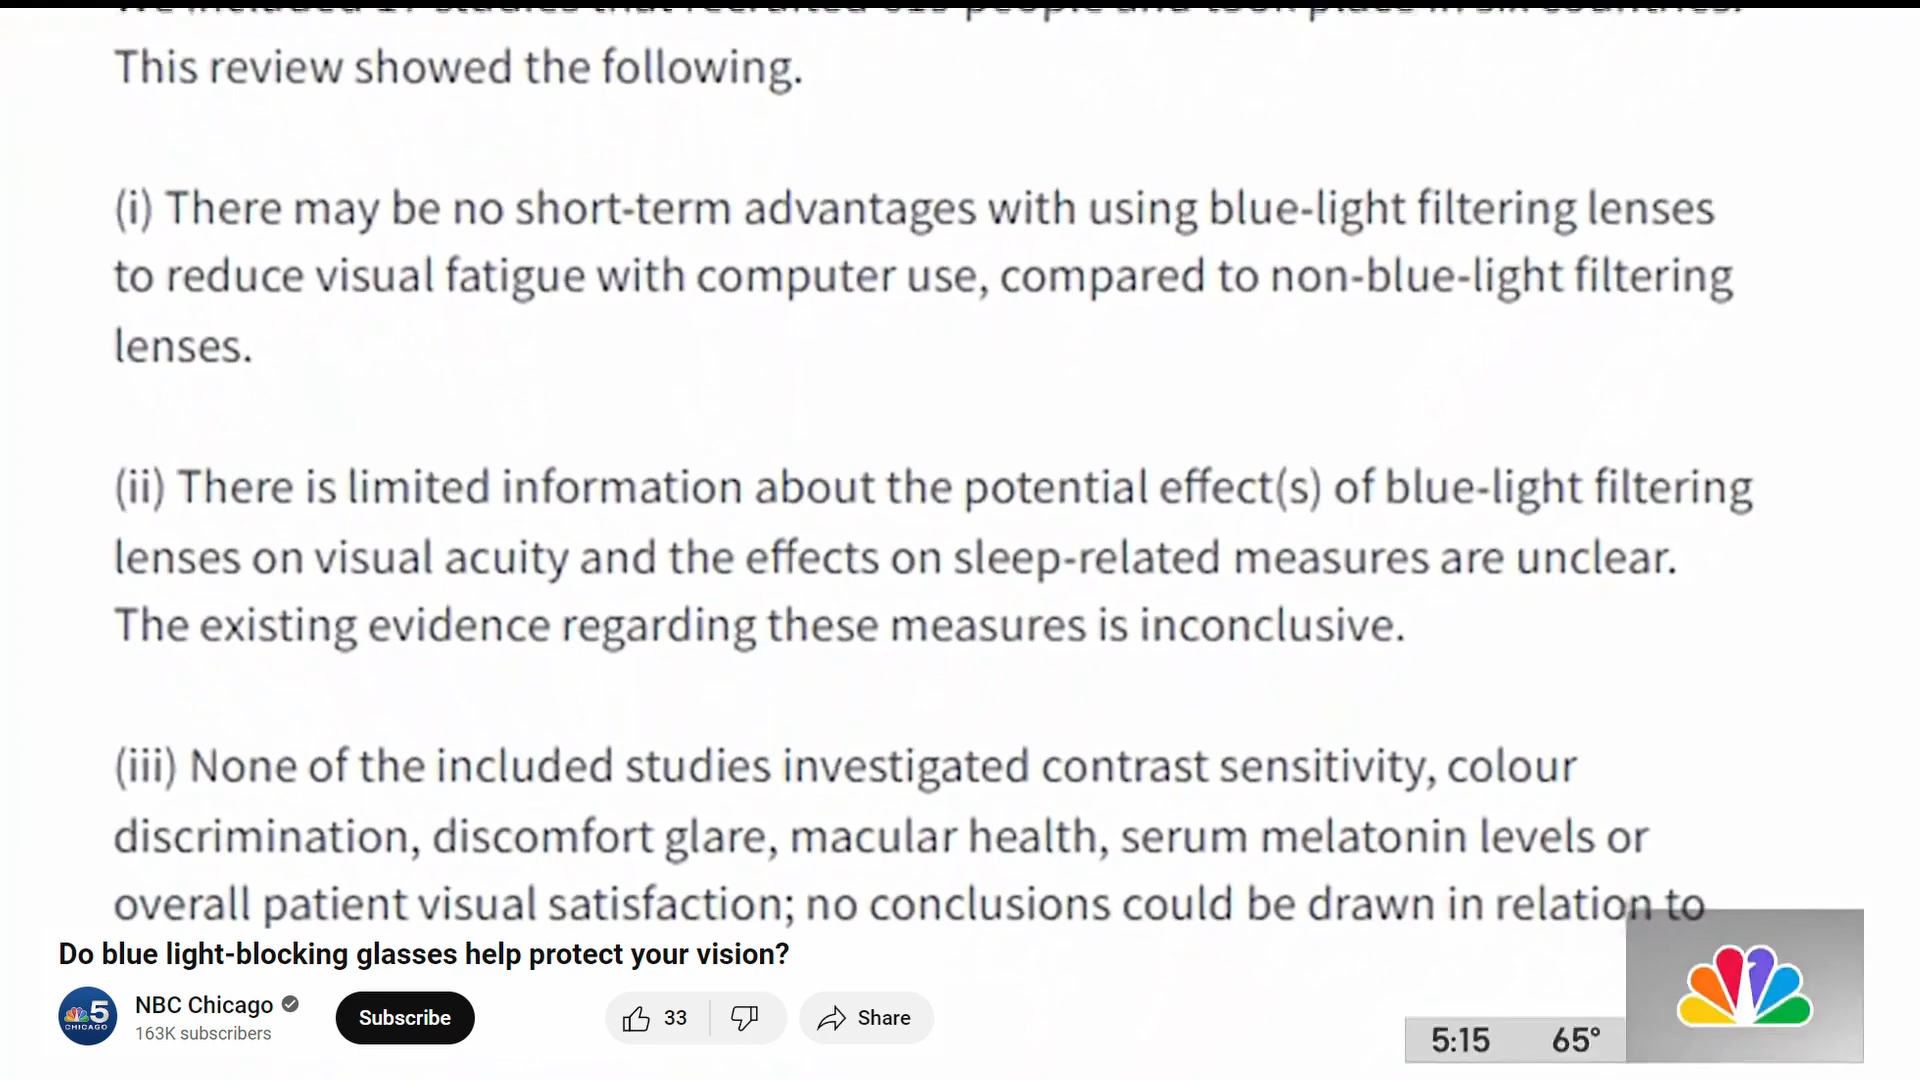 This review showed the following.
(i) There may be no short-term advantages with using blue-light filtering lenses
to reduce visual fatigue with computer use, compared to non-blue-light filtering
lenses.
(ii) There is limited information about the potential effect(s) of blue-light filtering
lenses on visual acuity and the effects on sleep-related measures are unclear.
The existing evidence regarding these measures is inconclusive.
(iii) None of the included studies investigated contrast sensitivity, colour
discrimination, discomfort glare, macular health, serum melatonin levels or
overall patient visual satisfaction; no conclusions could be drawn in relation to
Do blue light-blocking glasses help protect your vision?
5
CHICAGO
NBC Chicago
163K subscribers
Subscribe
33
Share
5:15 65°